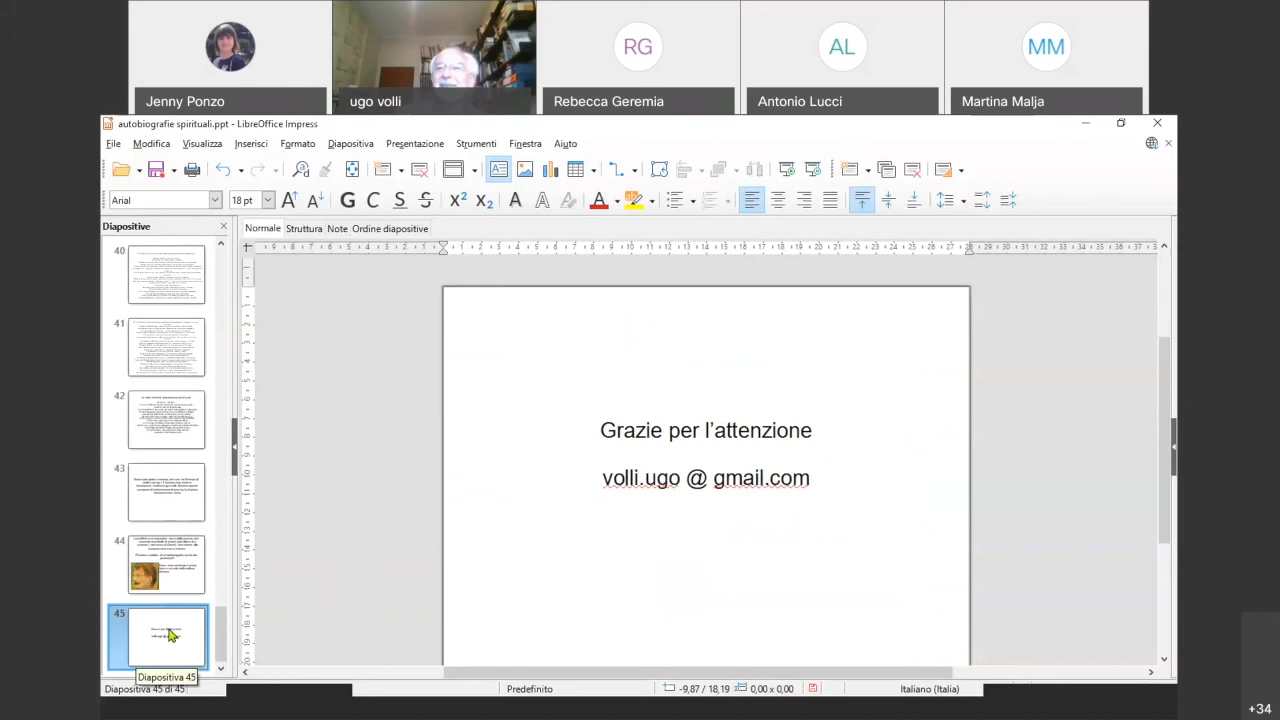 RG
AL
MM
Jenny Ponzo
ugo volli
Rebecca Geremia
Antonio Lucci
Martina Malja
autobiografie spirituali.ppt - LibreOffice Impress
File Modifica Visualizza Inserisci Formato Diapositiva Presentazione Strumenti Finestra Aiuto
Arial
18 pt
Diapositive
Normale Struttura Note Ordine diapositive
40
41
42
43
44
45
Grazie per l’attenzione
volli.ugo @ gmail.com
Diapositiva 45
Diapositiva 45 di 45
Predefinito
-9,87 / 18,19
0,00 x 0,00
Italiano (Italia)
+34